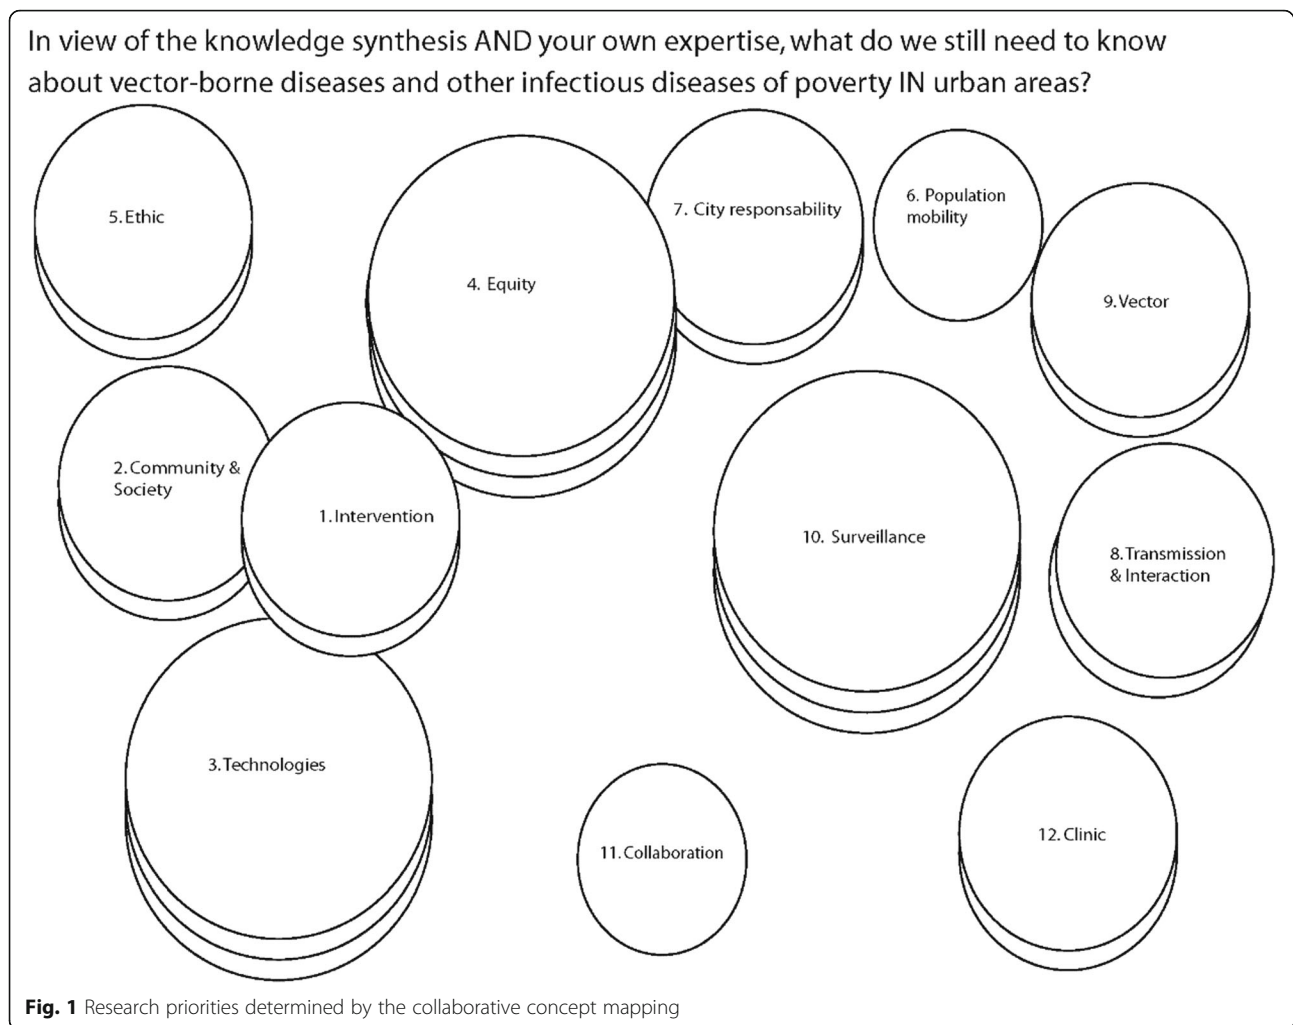 In view of the knowledge synthesis AND your own expertise, what do we still need to know
about vector-borne diseases and other infectious diseases of poverty IN urban areas?
5. Ethic
4. Equity
7. City responsability
6. Population
mobility
9. Vector
2. Community &
Society
1. Intervention
10. Surveillance
8. Transmission
& Interaction
3. Technologies
11. Collaboration
12. Clinic
Fig. 1 Research priorities determined by the collaborative concept mapping